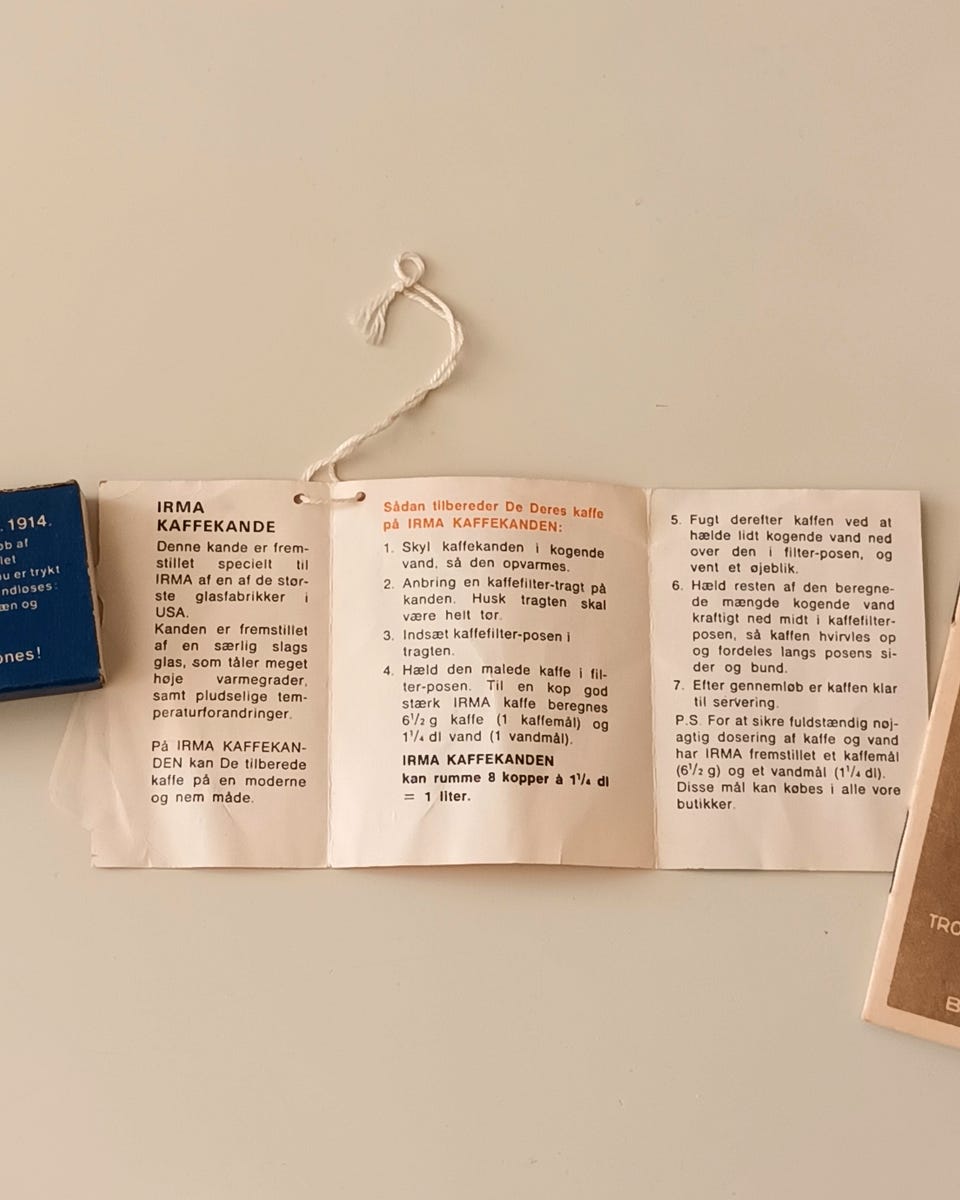 . 1914.
ob af
let
nu er trykt
ndløses:
æn og
ones!
IRMA
KAFFEKANDE
Denne kande er frem-
stillet specielt til
IRMA af en af de stør-
ste glasfabrikker i
USA.
Kanden er fremstillet
af en særlig slags
glas, som tåler meget
høje varmegrader,
samt pludselige tem-
peraturforandringer.
På IRMA KAFFEKAN-
DEN kan De tilberede
kaffe på en moderne
og nem måde.
Sådan tilbereder De Deres kaffe
på IRMA KAFFEKANDEN:
1. Skyl kaffekanden i kogende
vand, så den opvarmes.
2. Anbring en kaffefilter-tragt på
kanden. Husk tragten skal
være helt tør.
3. Indsæt kaffefilter-posen i
tragten.
4. Hæld den malede kaffe i fil-
ter-posen. Til en kop god
stærk IRMA kaffe beregnes
6½ g kaffe (1 kaffemål) og
1¼ dl vand (1 vandmål).
IRMA KAFFEKANDEN
kan rumme 8 kopper à 1¼ dl
= 1 liter.
5. Fugt derefter kaffen ved at
hælde lidt kogende vand ned
over den i filter-posen, og
vent et øjeblik.
6. Hæld resten af den beregne-
de mængde kogende vand
kraftigt ned midt i kaffefilter-
posen, så kaffen hvirvles op
og fordeles langs posens si-
der og bund.
7. Efter gennemløb er kaffen klar
til servering.
P.S. For at sikre fuldstændig nøj-
agtig dosering af kaffe og vand
har IRMA fremstillet et kaffemål
(6½ g) og et vandmål (1¼ dl).
Disse mål kan købes i alle vore
butikker.
TRO
B